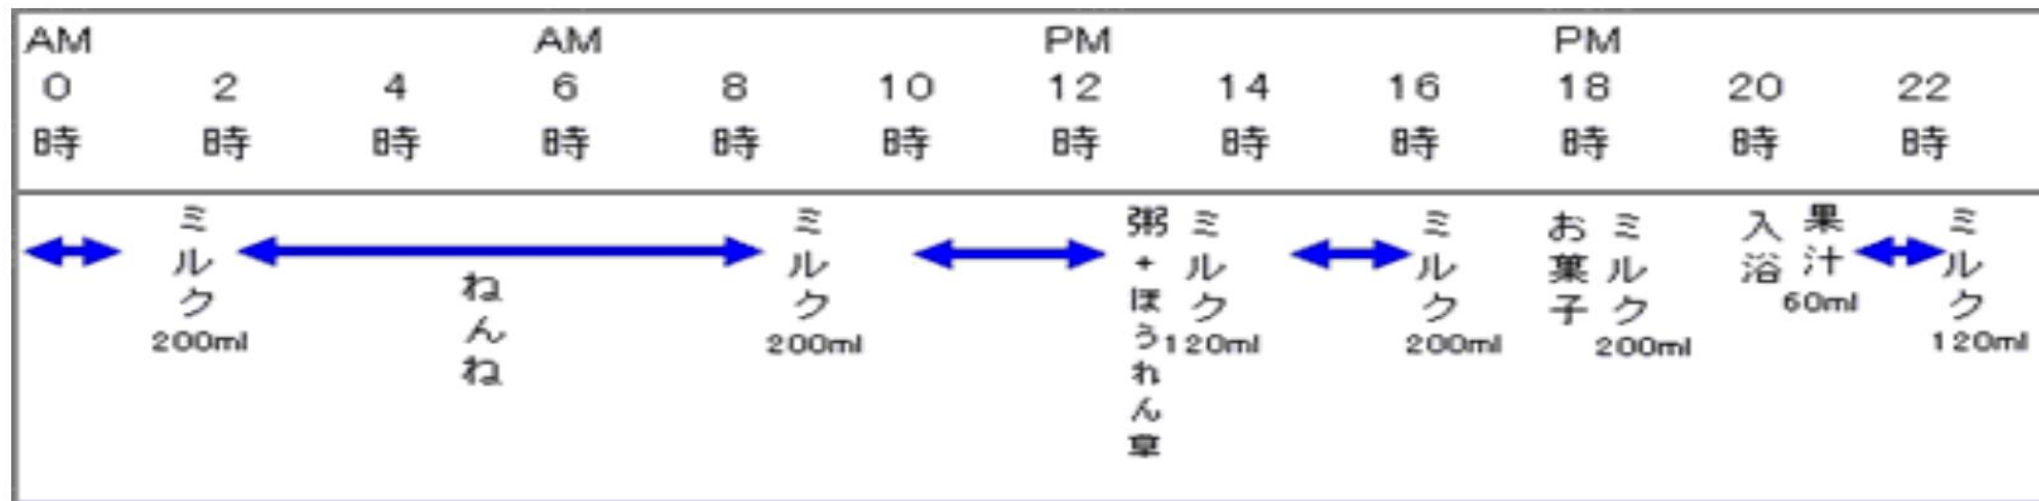 AM AM PM PM
0 2 4 6 8 10 12 14 16 18 20 22
時 時 時 時 時 時 時 時 時 時 時 時
ミルク
200ml
ねんね
ミルク
200ml
粥+ほうれん草
ミルク
120ml
ミルク
200ml
お菓子
ミルク
200ml
入浴
果汁
60ml
ミルク
120ml